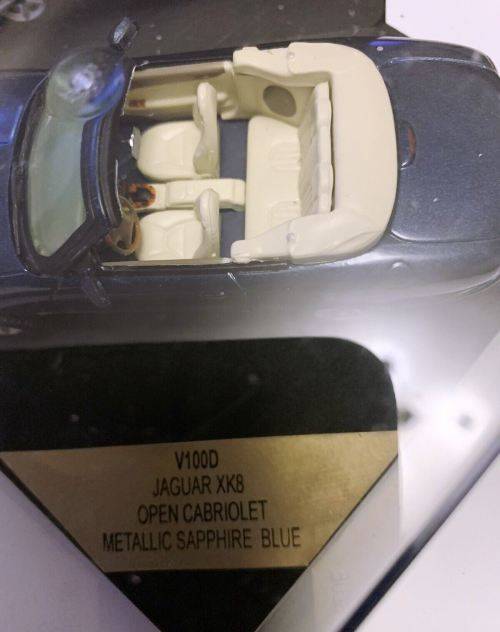 V100D
JAGUAR XK8
OPEN CABRIOLET
METALLIC SAPPHIRE BLUE